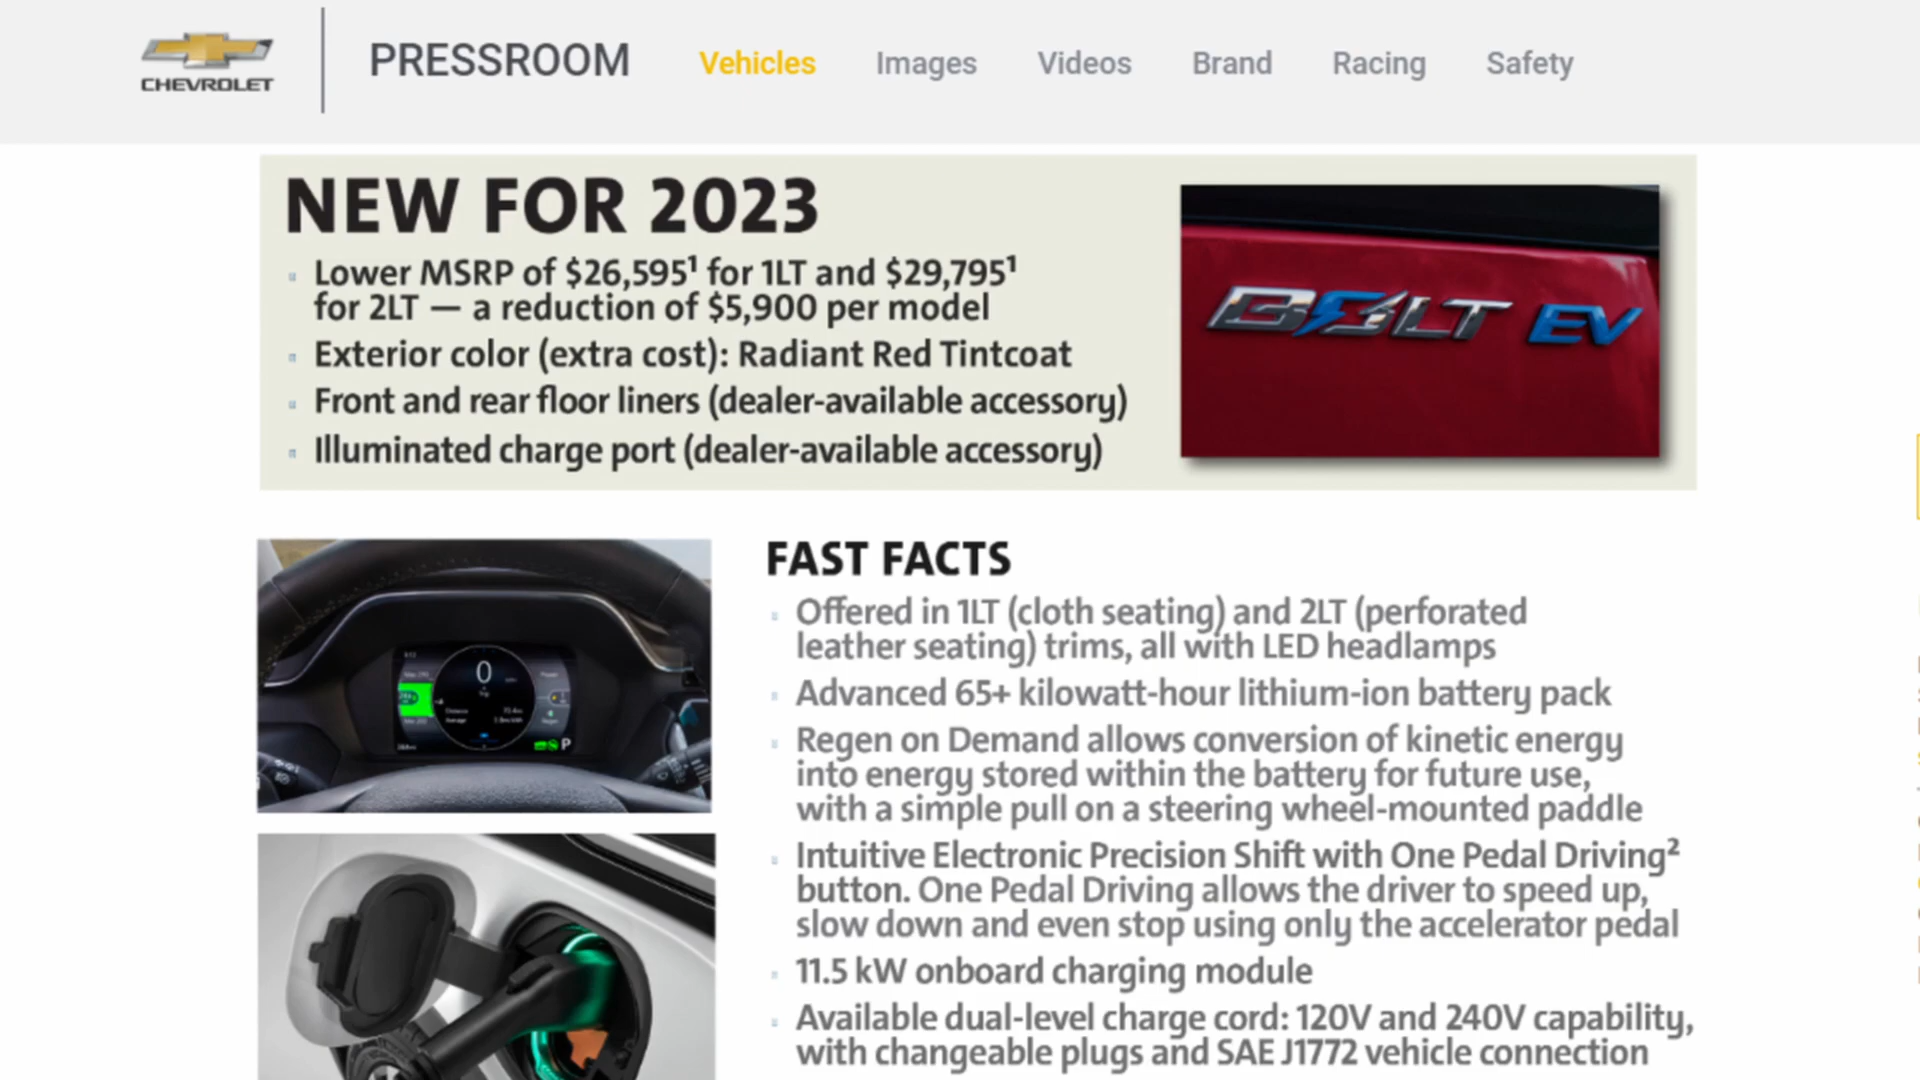 CHEVROLET
PRESSROOM
Vehicles
Images
Videos
Brand
Racing
Safety
NEW FOR 2023
Lower MSRP of $26,595¹ for 1LT and $29,795¹
for 2LT — a reduction of $5,900 per model
Exterior color (extra cost): Radiant Red Tintcoat
Front and rear floor liners (dealer-available accessory)
Illuminated charge port (dealer-available accessory)
BOLT EV
0
P
FAST FACTS
Offered in 1LT (cloth seating) and 2LT (perforated
leather seating) trims, all with LED headlamps
Advanced 65+ kilowatt-hour lithium-ion battery pack
Regen on Demand allows conversion of kinetic energy
into energy stored within the battery for future use,
with a simple pull on a steering wheel-mounted paddle
Intuitive Electronic Precision Shift with One Pedal Driving²
button. One Pedal Driving allows the driver to speed up,
slow down and even stop using only the accelerator pedal
11.5 kW onboard charging module
Available dual-level charge cord: 120V and 240V capability,
with changeable plugs and SAE J1772 vehicle connection